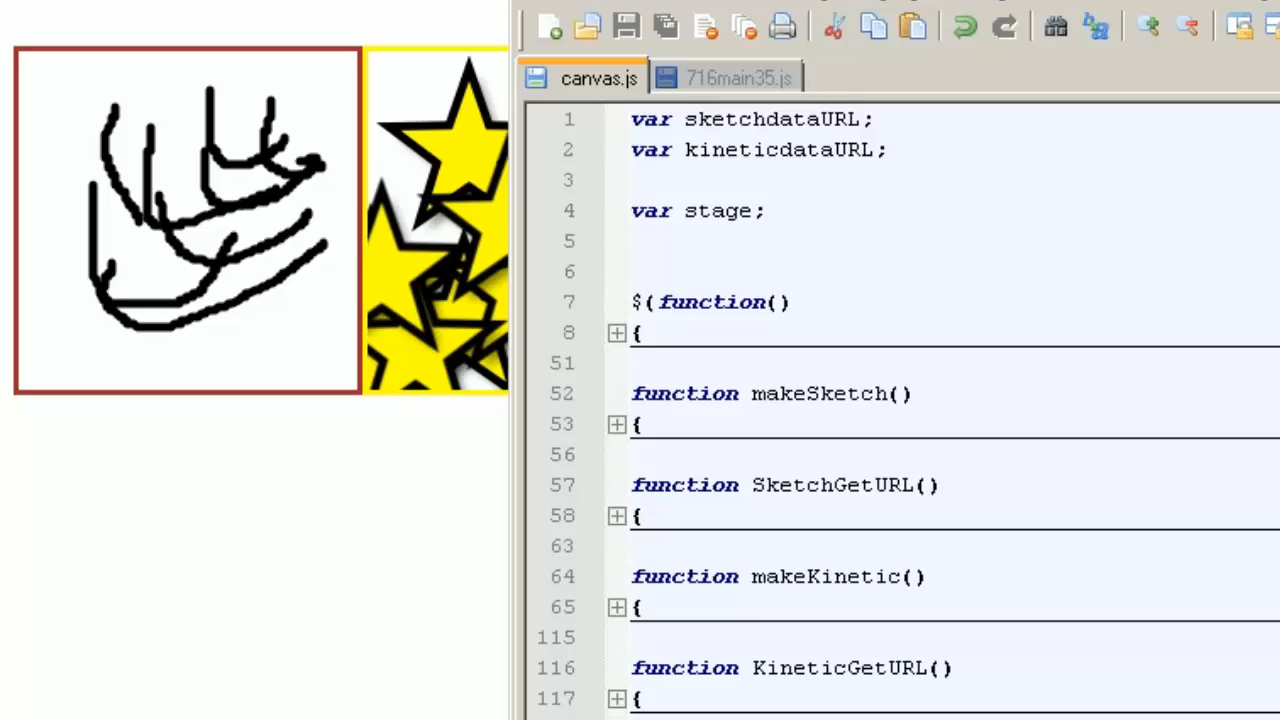 canvas.js 716main35.js
1 var sketchdataURL;
2 var kineticdataURL;
3
4 var stage;
5
6
7 $(function()
8 {
51
52 function makeSketch()
53 {
56
57 function SketchGetURL()
58 {
63
64 function makeKinetic()
65 {
115
116 function KineticGetURL()
117 {